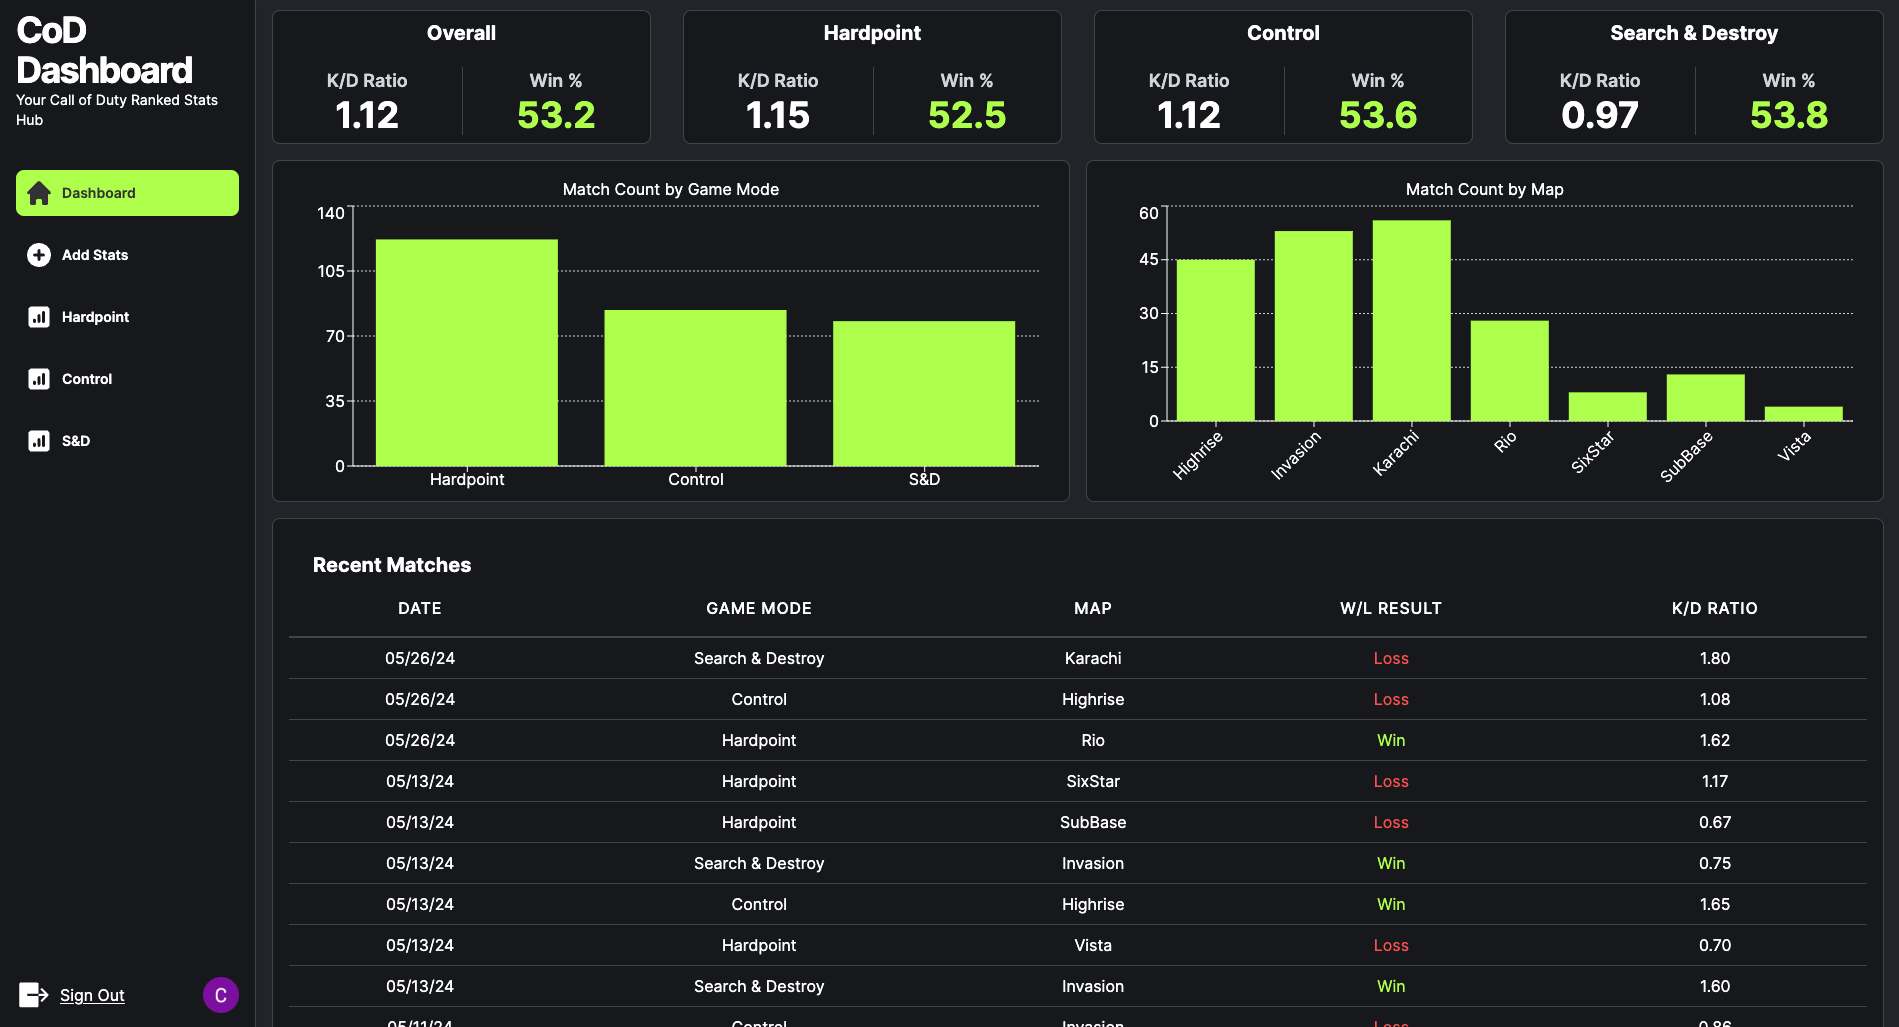 CoD
Dashboard
Your Call of Duty Ranked Stats
Hub
Dashboard
Add Stats
Hardpoint
Control
S&D
Sign Out
C
Overall
K/D Ratio Win %
1.12 53.2
Hardpoint
K/D Ratio Win %
1.15 52.5
Control
K/D Ratio Win %
1.12 53.6
Search & Destroy
K/D Ratio Win %
0.97 53.8
Match Count by Game Mode
140
105
70
35
0
Hardpoint Control S&D
Match Count by Map
60
45
30
15
0
Highrise Invasion Karachi Rio SixStar SubBase Vista
Recent Matches
DATE GAME MODE MAP W/L RESULT K/D RATIO
05/26/24 Search & Destroy Karachi Loss 1.80
05/26/24 Control Highrise Loss 1.08
05/26/24 Hardpoint Rio Win 1.62
05/13/24 Hardpoint SixStar Loss 1.17
05/13/24 Hardpoint SubBase Loss 0.67
05/13/24 Search & Destroy Invasion Win 0.75
05/13/24 Control Highrise Win 1.65
05/13/24 Hardpoint Vista Loss 0.70
05/13/24 Search & Destroy Invasion Win 1.60
05/11/24 Control Invasion Loss 0.86